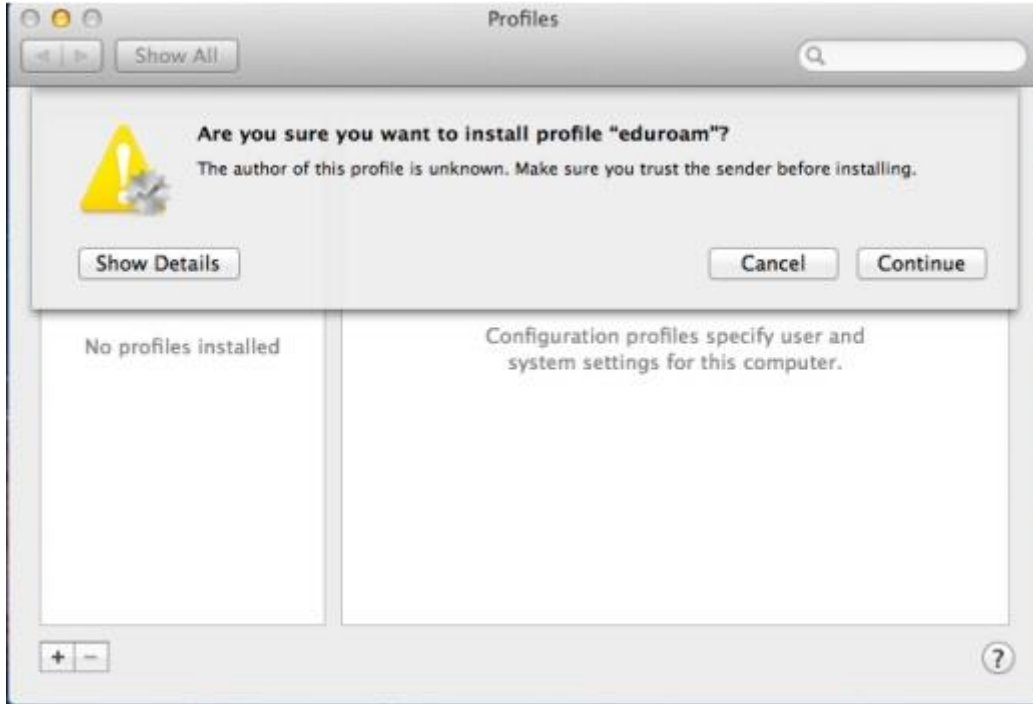 Profiles
Show All
Are you sure you want to install profile “eduroam”?
The author of this profile is unknown. Make sure you trust the sender before installing.
Show Details
Cancel
Continue
No profiles installed
Configuration profiles specify user and
system settings for this computer.
+ −
?